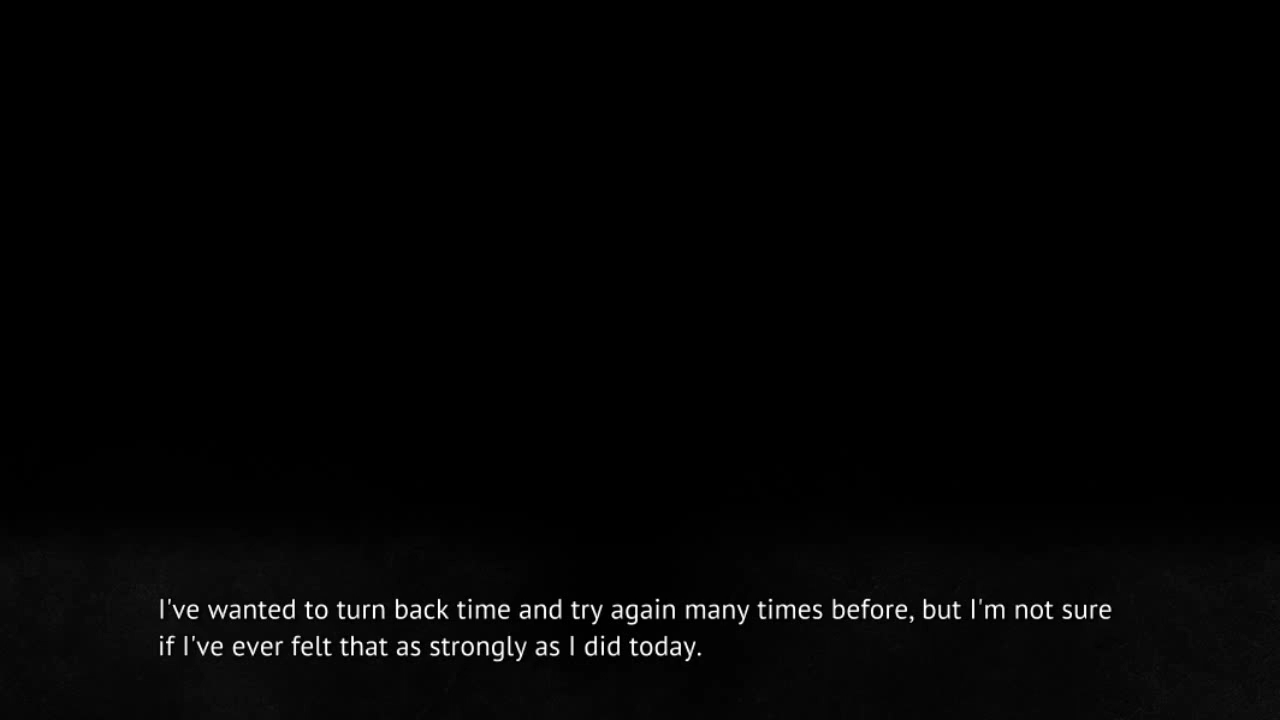 I've wanted to turn back time and try again many times before, but I'm not sure
if I've ever felt that as strongly as I did today.